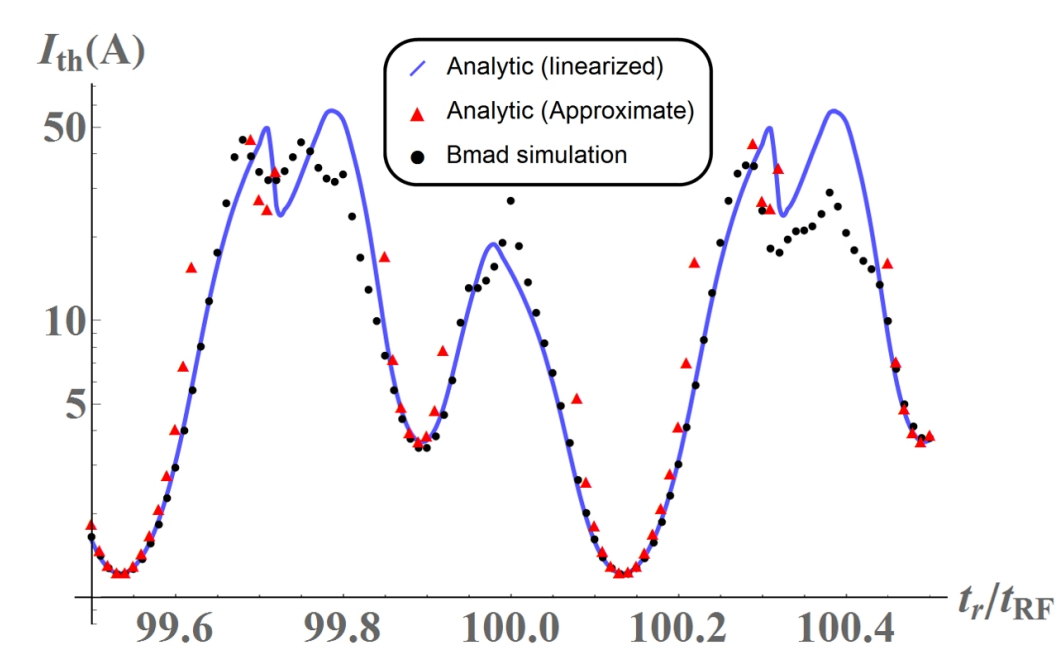 I_th(A)
Analytic (linearized)
Analytic (Approximate)
Bmad simulation
50
10
5
99.6 99.8 100.0 100.2 100.4
t_r/t_RF